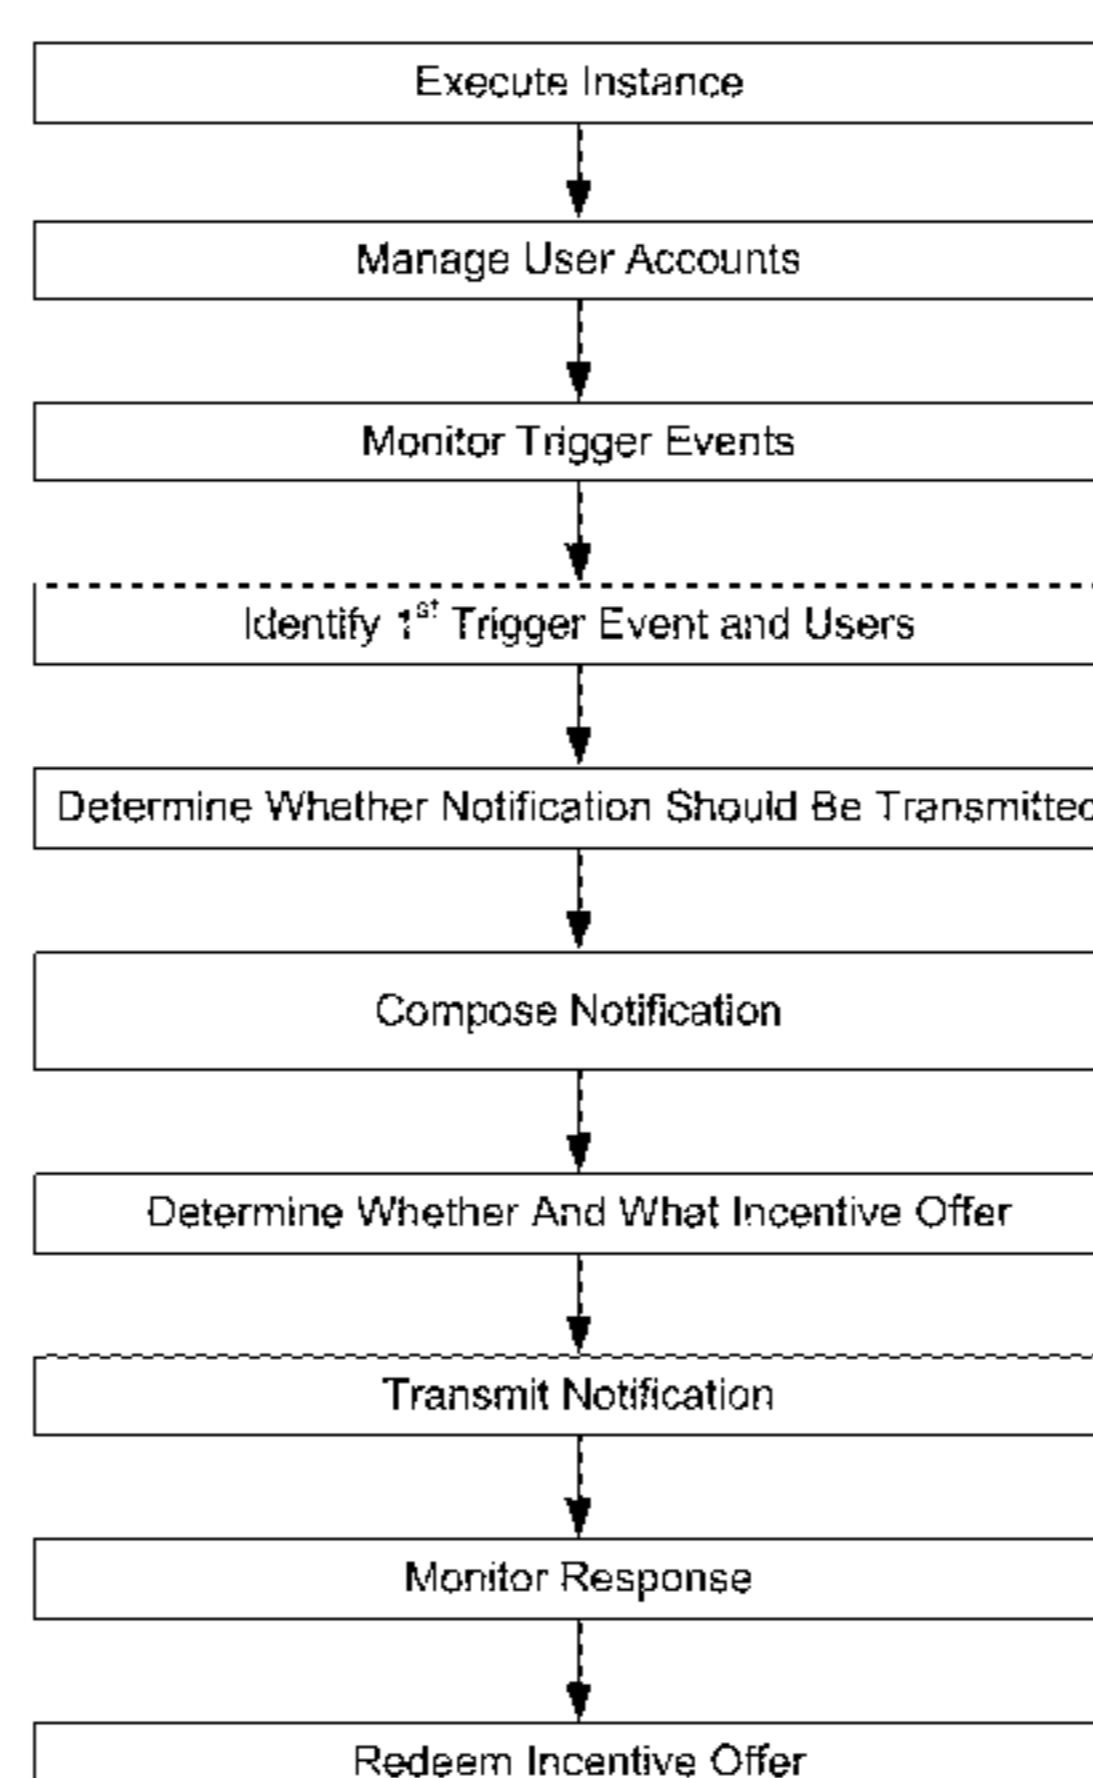 Execute Instance
Manage User Accounts
Monitor Trigger Events
Identify 1st Trigger Event and Users
Determine Whether Notification Should Be Transmitted
Compose Notification
Determine Whether And What Incentive Offer
Transmit Notification
Monitor Response
Redeem Incentive Offer